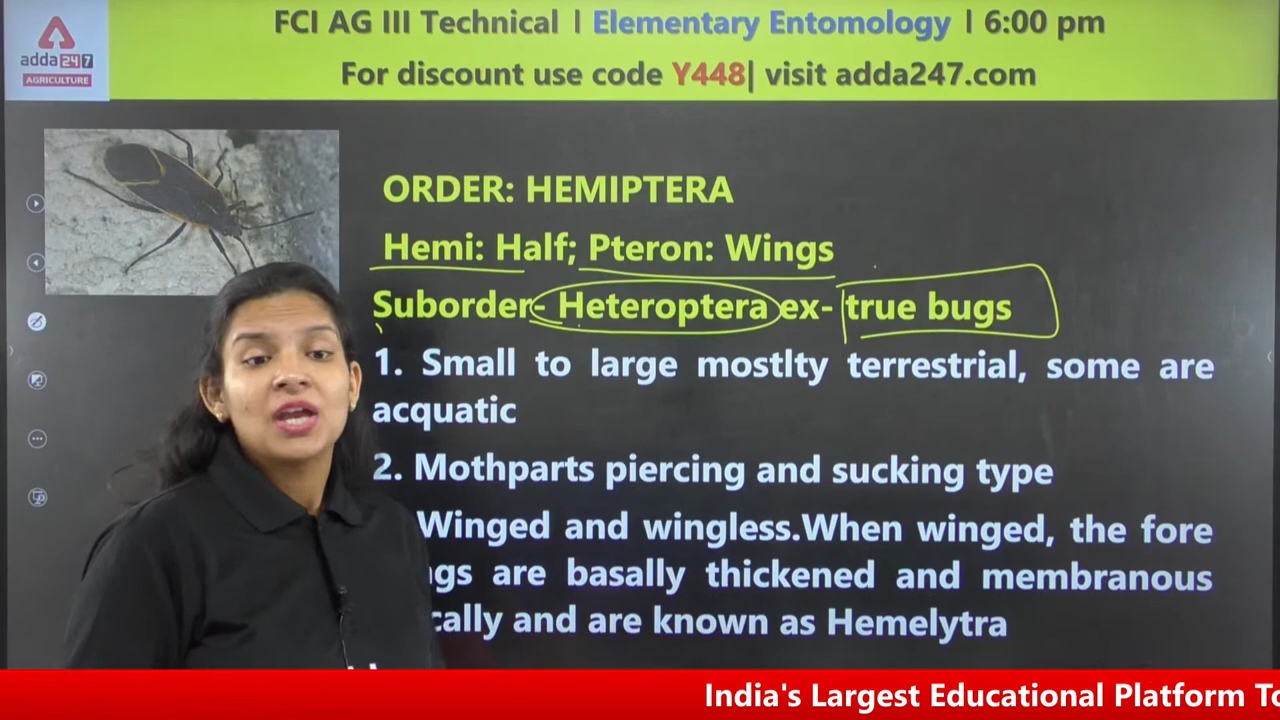 FCI AG III Technical I Elementary Entomology I 6:00 pm
For discount use code Y448| visit adda247.com
adda247
AGRICULTURE
ORDER: HEMIPTERA
Hemi: Half; Pteron: Wings
Suborder- Heteroptera ex- true bugs
1. Small to large mostlty terrestrial, some are
acquatic
2. Mothparts piercing and sucking type
Winged and wingless.When winged, the fore
are basally thickened and membranous
and are known as Hemelytra
India's Largest Educational Platform